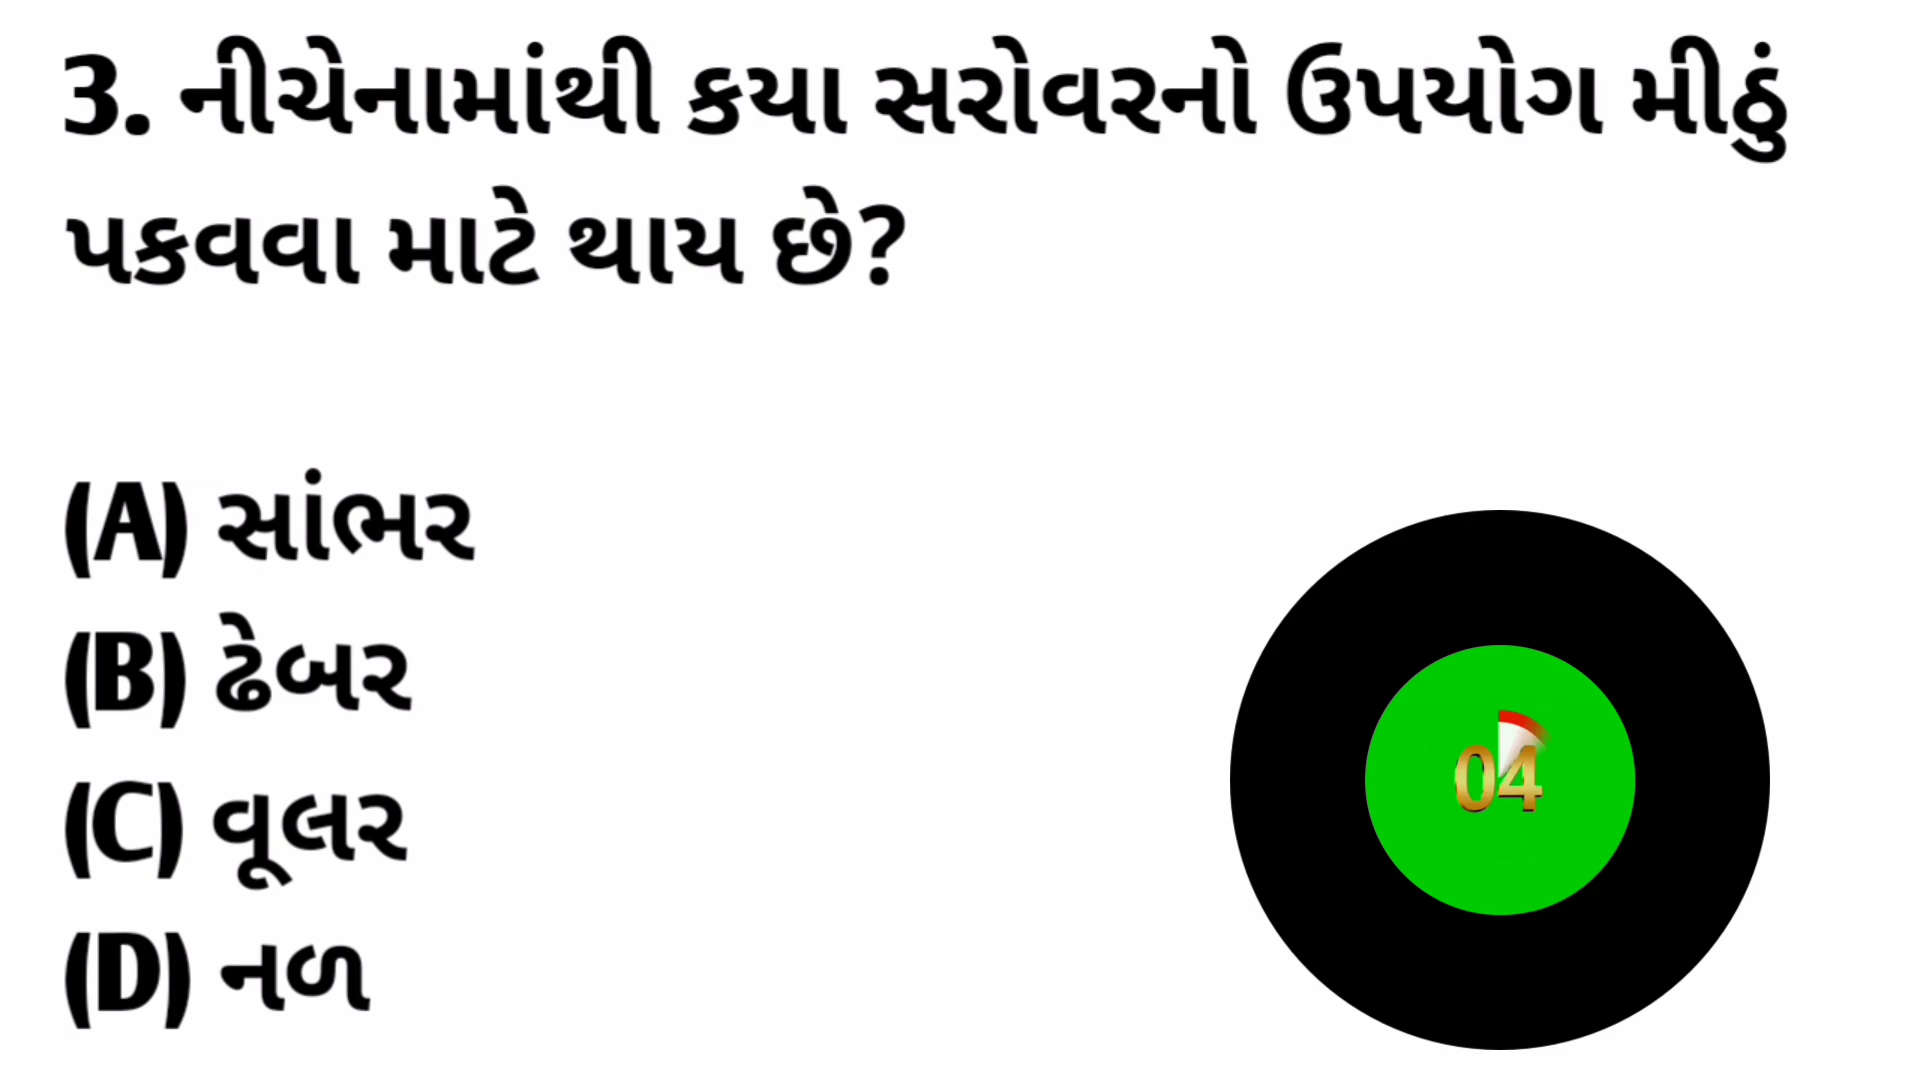 3. નીચેનામાંથી કયા સરોવરનો ઉપયોગ મીઠું
પકવવા માટે થાય છે?
(A) સાંભર
(B) ઢેબર
(C) વૂલર
(D) નળ
04